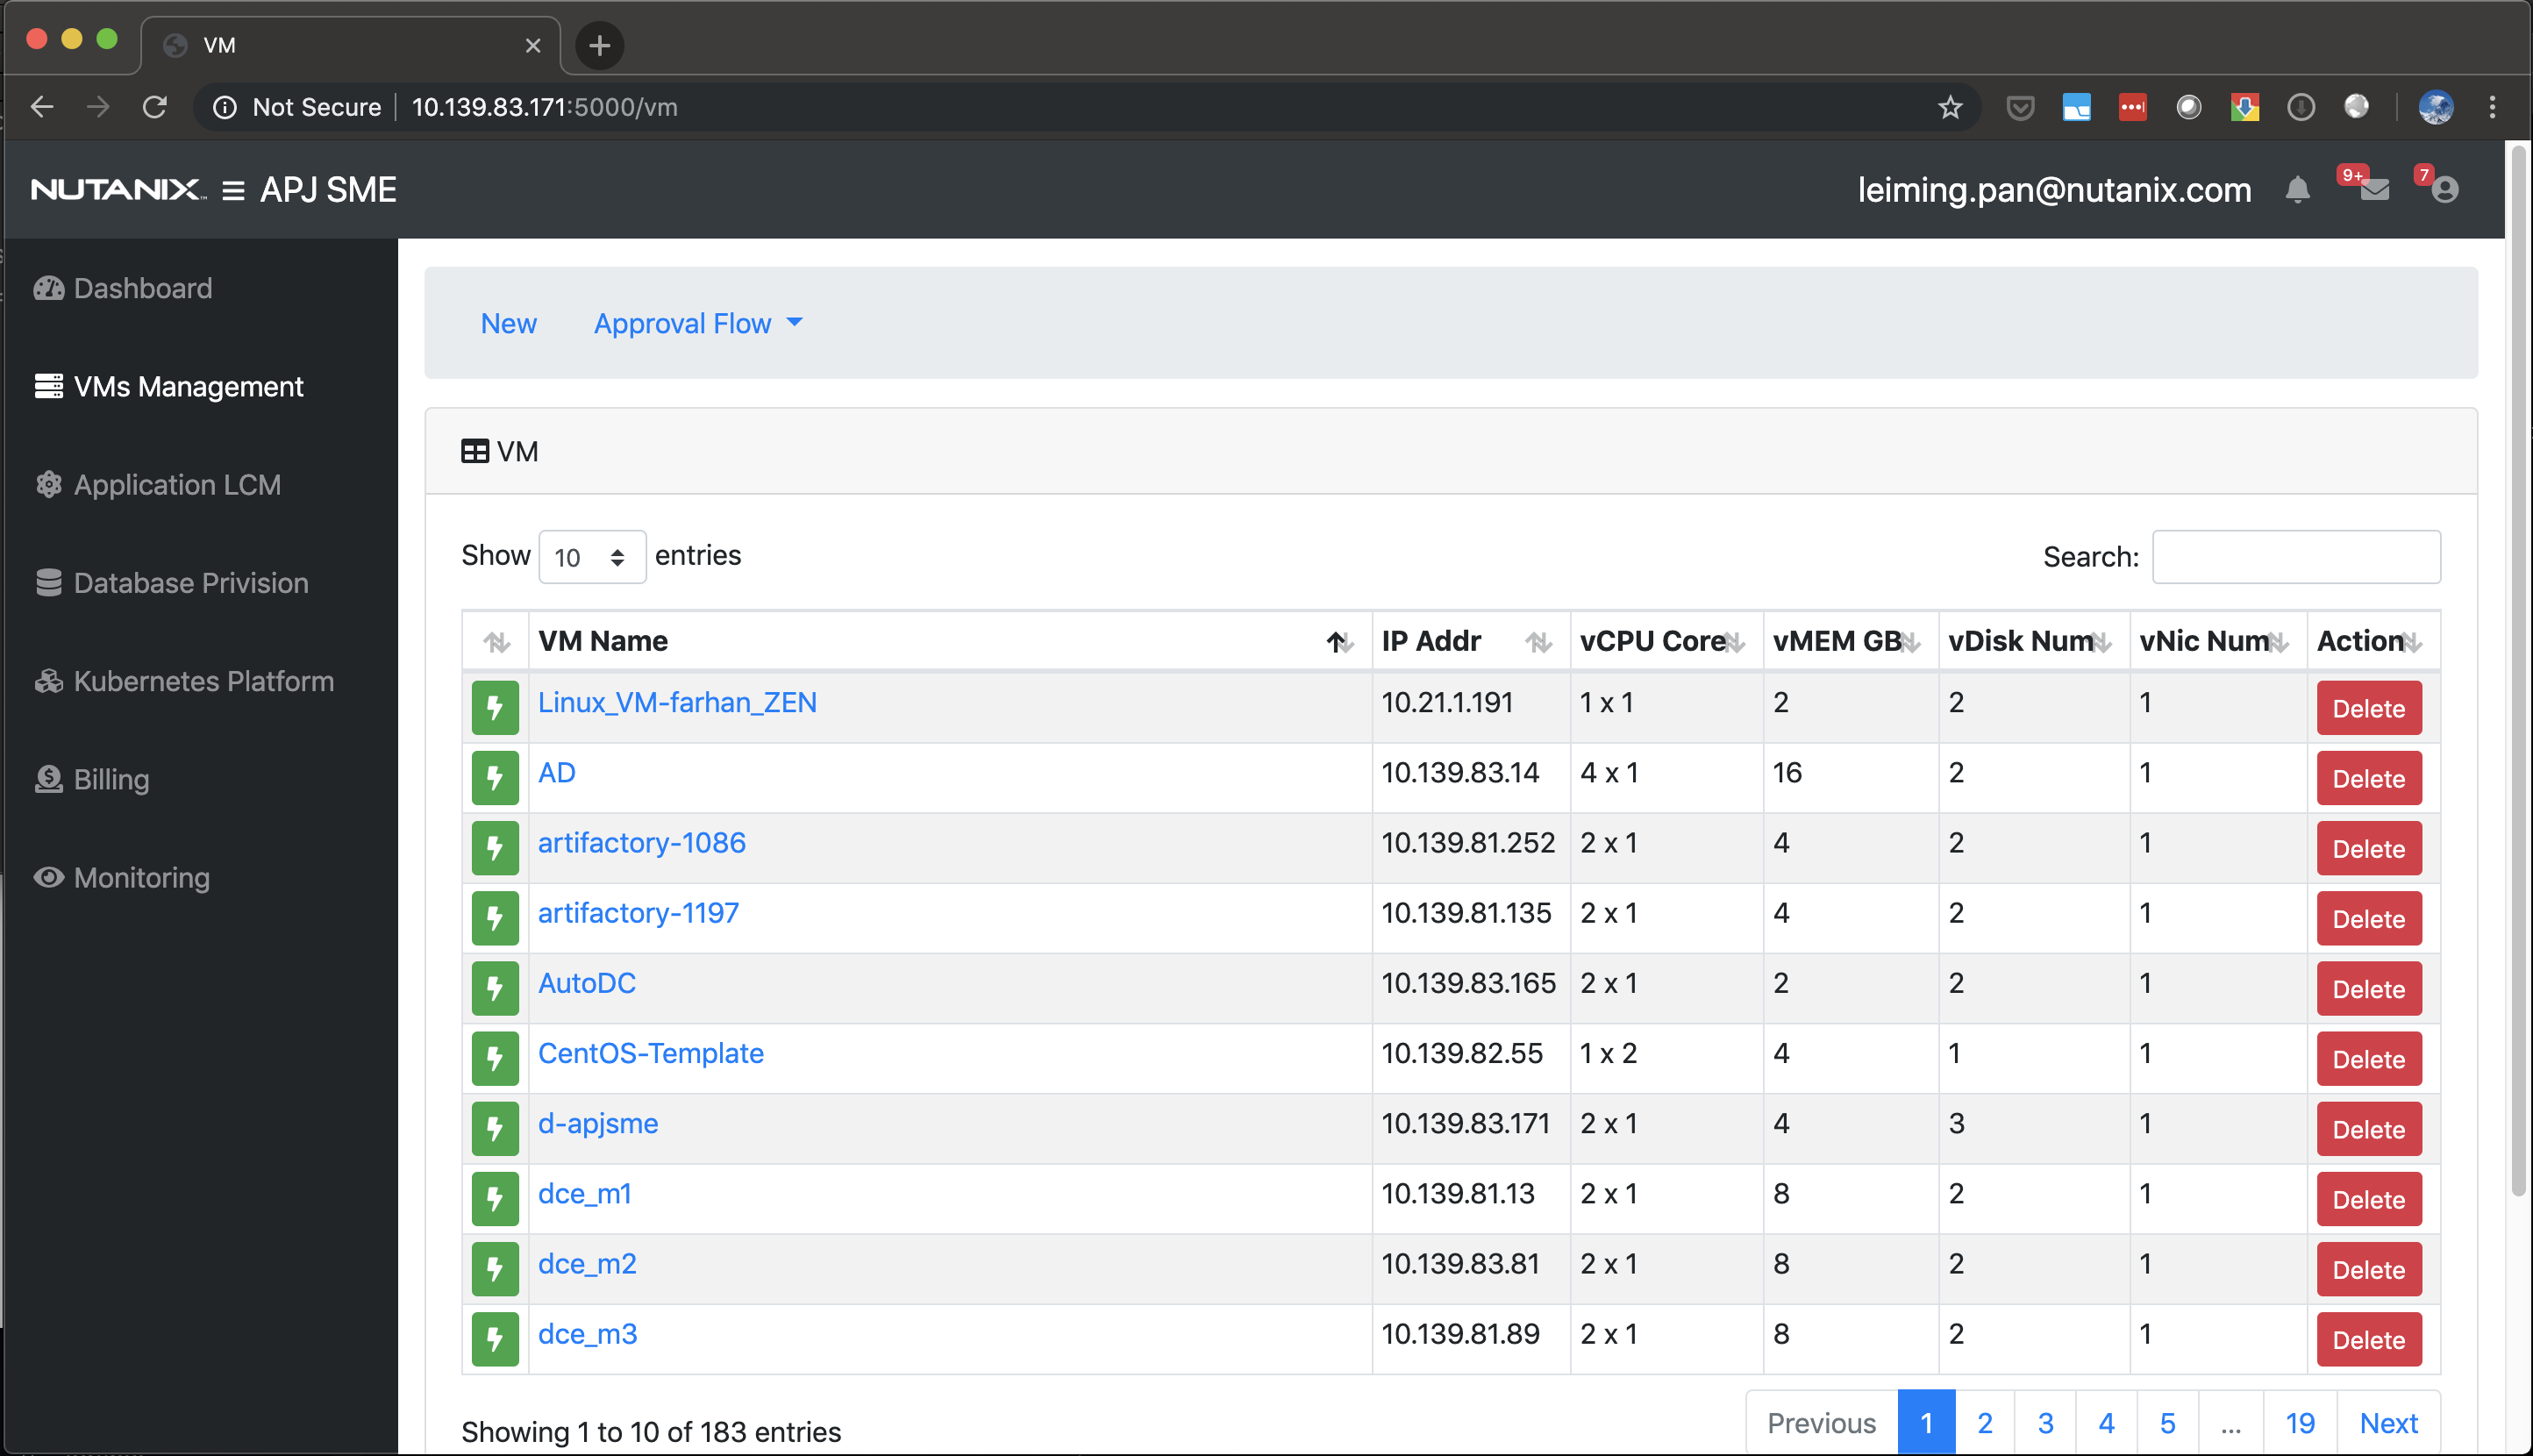 VM
Not Secure 10.139.83.171:5000/vm
NUTANIX™ APJ SME
leiming.pan@nutanix.com 9+ 7
Dashboard
VMs Management
Application LCM
Database Privision
Kubernetes Platform
Billing
Monitoring
New Approval Flow
VM
Show 10 entries Search:
VM Name IP Addr vCPU Core vMEM GB vDisk Num vNic Num Action
Linux_VM-farhan_ZEN 10.21.1.191 1 x 1 2 2 1 Delete
AD 10.139.83.14 4 x 1 16 2 1 Delete
artifactory-1086 10.139.81.252 2 x 1 4 2 1 Delete
artifactory-1197 10.139.81.135 2 x 1 4 2 1 Delete
AutoDC 10.139.83.165 2 x 1 2 2 1 Delete
CentOS-Template 10.139.82.55 1 x 2 4 1 1 Delete
d-apjsme 10.139.83.171 2 x 1 4 3 1 Delete
dce_m1 10.139.81.13 2 x 1 8 2 1 Delete
dce_m2 10.139.83.81 2 x 1 8 2 1 Delete
dce_m3 10.139.81.89 2 x 1 8 2 1 Delete
Showing 1 to 10 of 183 entries
Previous 1 2 3 4 5 ... 19 Next